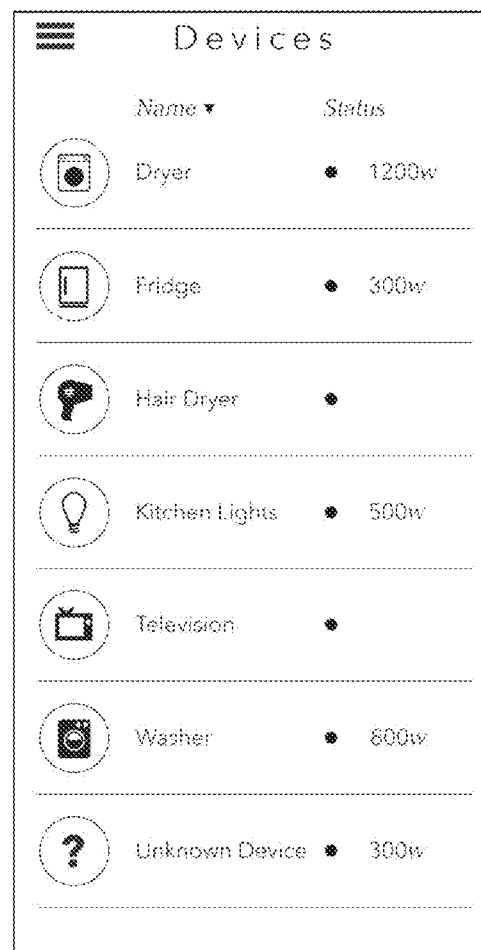 Devices
Name ▾ Status
Dryer • 1200w
Fridge • 300w
Hair Dryer •
Kitchen Lights • 500w
Television •
Washer • 800w
? Unknown Device • 300w